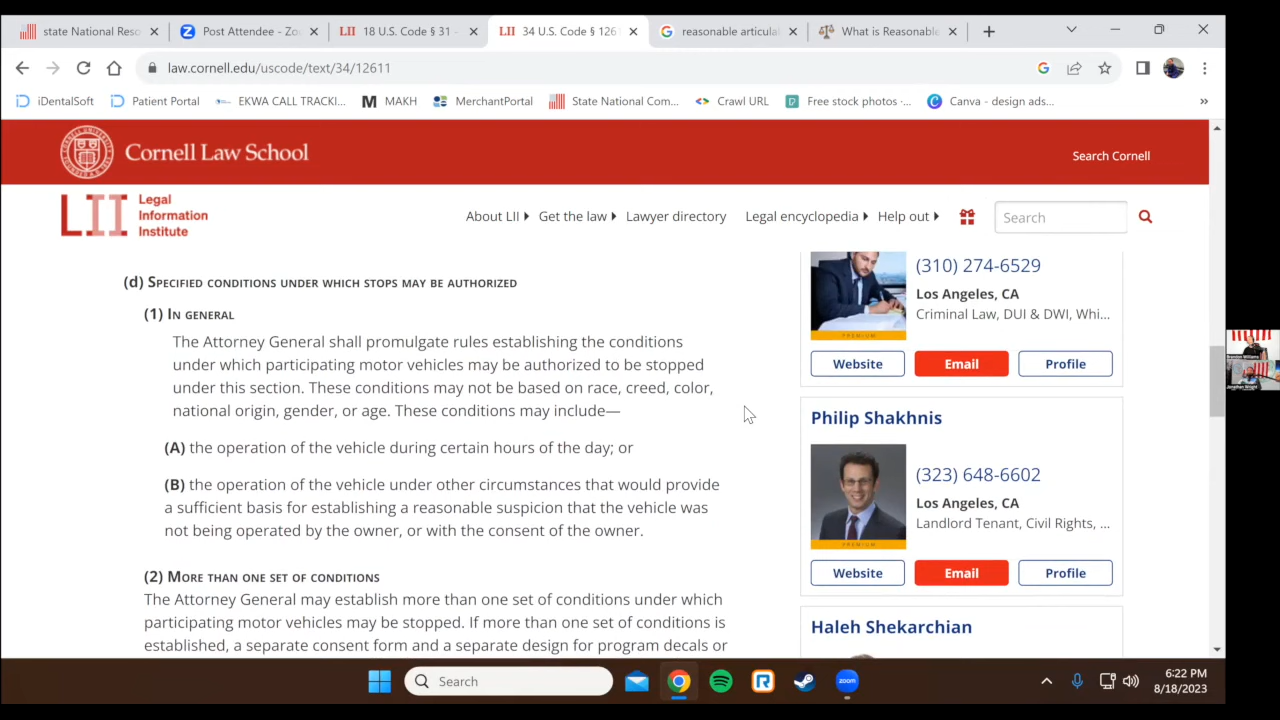 state National Reso
Post Attendee - Zoo
LII 18 U.S. Code § 31 -
LII 34 U.S. Code § 1261
reasonable articulal
What is Reasonable
law.cornell.edu/uscode/text/34/12611
iDentalSoft
Patient Portal
EKWA CALL TRACKI...
M MAKH
MerchantPortal
State National Com...
Crawl URL
Free stock photos ·...
Canva - design ads...
Cornell Law School
Search Cornell
LII
Legal
Information
Institute
About LII
Get the law
Lawyer directory
Legal encyclopedia
Help out
Search
(d) SPECIFIED CONDITIONS UNDER WHICH STOPS MAY BE AUTHORIZED
(1) IN GENERAL
The Attorney General shall promulgate rules establishing the conditions
under which participating motor vehicles may be authorized to be stopped
under this section. These conditions may not be based on race, creed, color,
national origin, gender, or age. These conditions may include—
(A) the operation of the vehicle during certain hours of the day; or
(B) the operation of the vehicle under other circumstances that would provide
a sufficient basis for establishing a reasonable suspicion that the vehicle was
not being operated by the owner, or with the consent of the owner.
(2) MORE THAN ONE SET OF CONDITIONS
The Attorney General may establish more than one set of conditions under which
participating motor vehicles may be stopped. If more than one set of conditions is
established, a separate consent form and a separate design for program decals or
(310) 274-6529
Los Angeles, CA
Criminal Law, DUI & DWI, Whi...
PREMIUM
Website
Email
Profile
Philip Shakhnis
(323) 648-6602
Los Angeles, CA
Landlord Tenant, Civil Rights, ...
PREMIUM
Website
Email
Profile
Haleh Shekarchian
Search
zoom
6:22 PM
8/18/2023